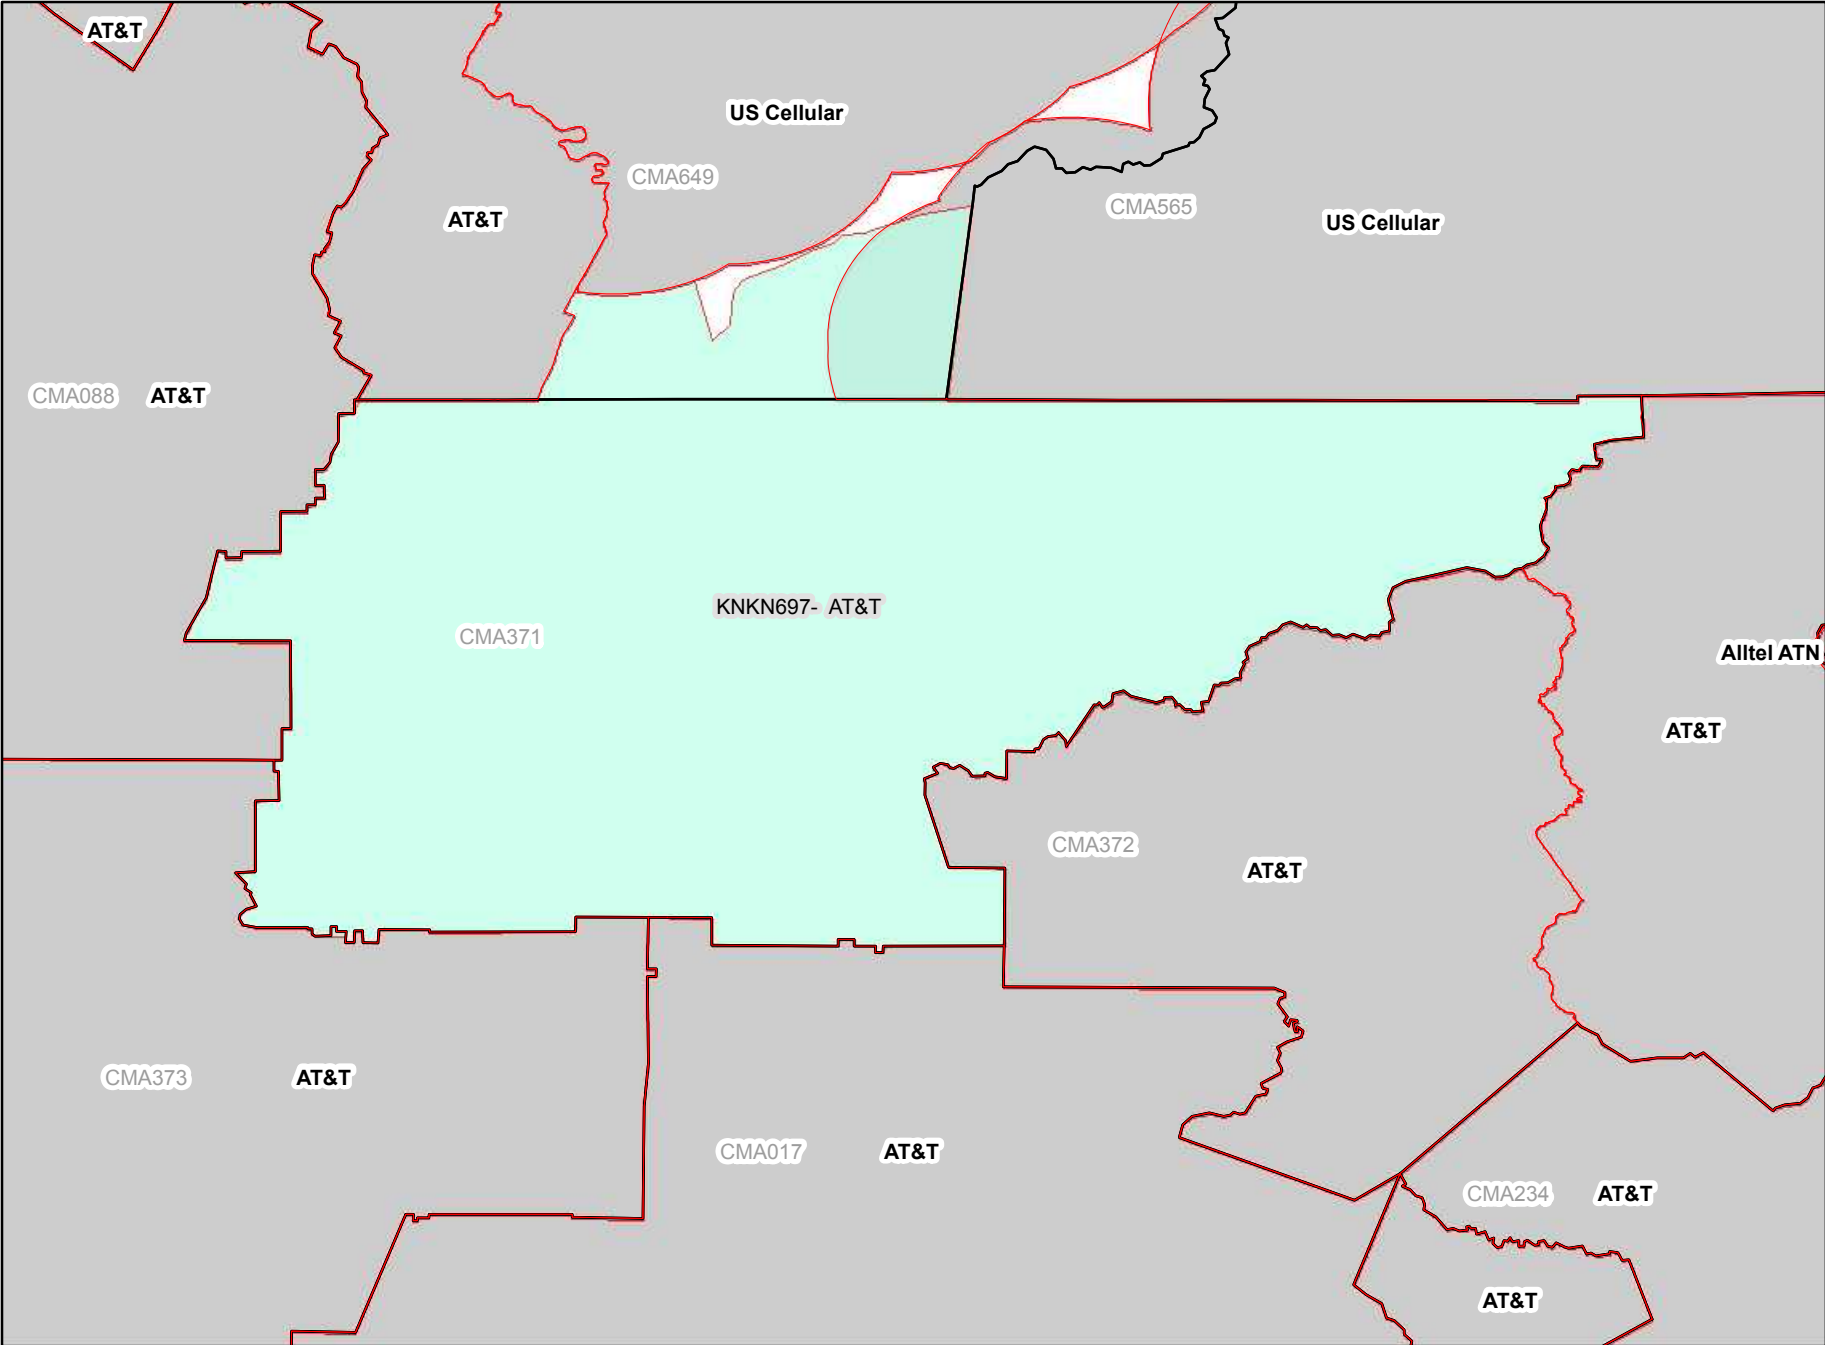 AT&T
US Cellular
CMA649
CMA565
AT&T
US Cellular
CMA088 AT&T
KNKN697- AT&T
CMA371
Alltel ATN
AT&T
CMA372
AT&T
CMA373 AT&T
CMA017 AT&T
CMA234 AT&T
AT&T